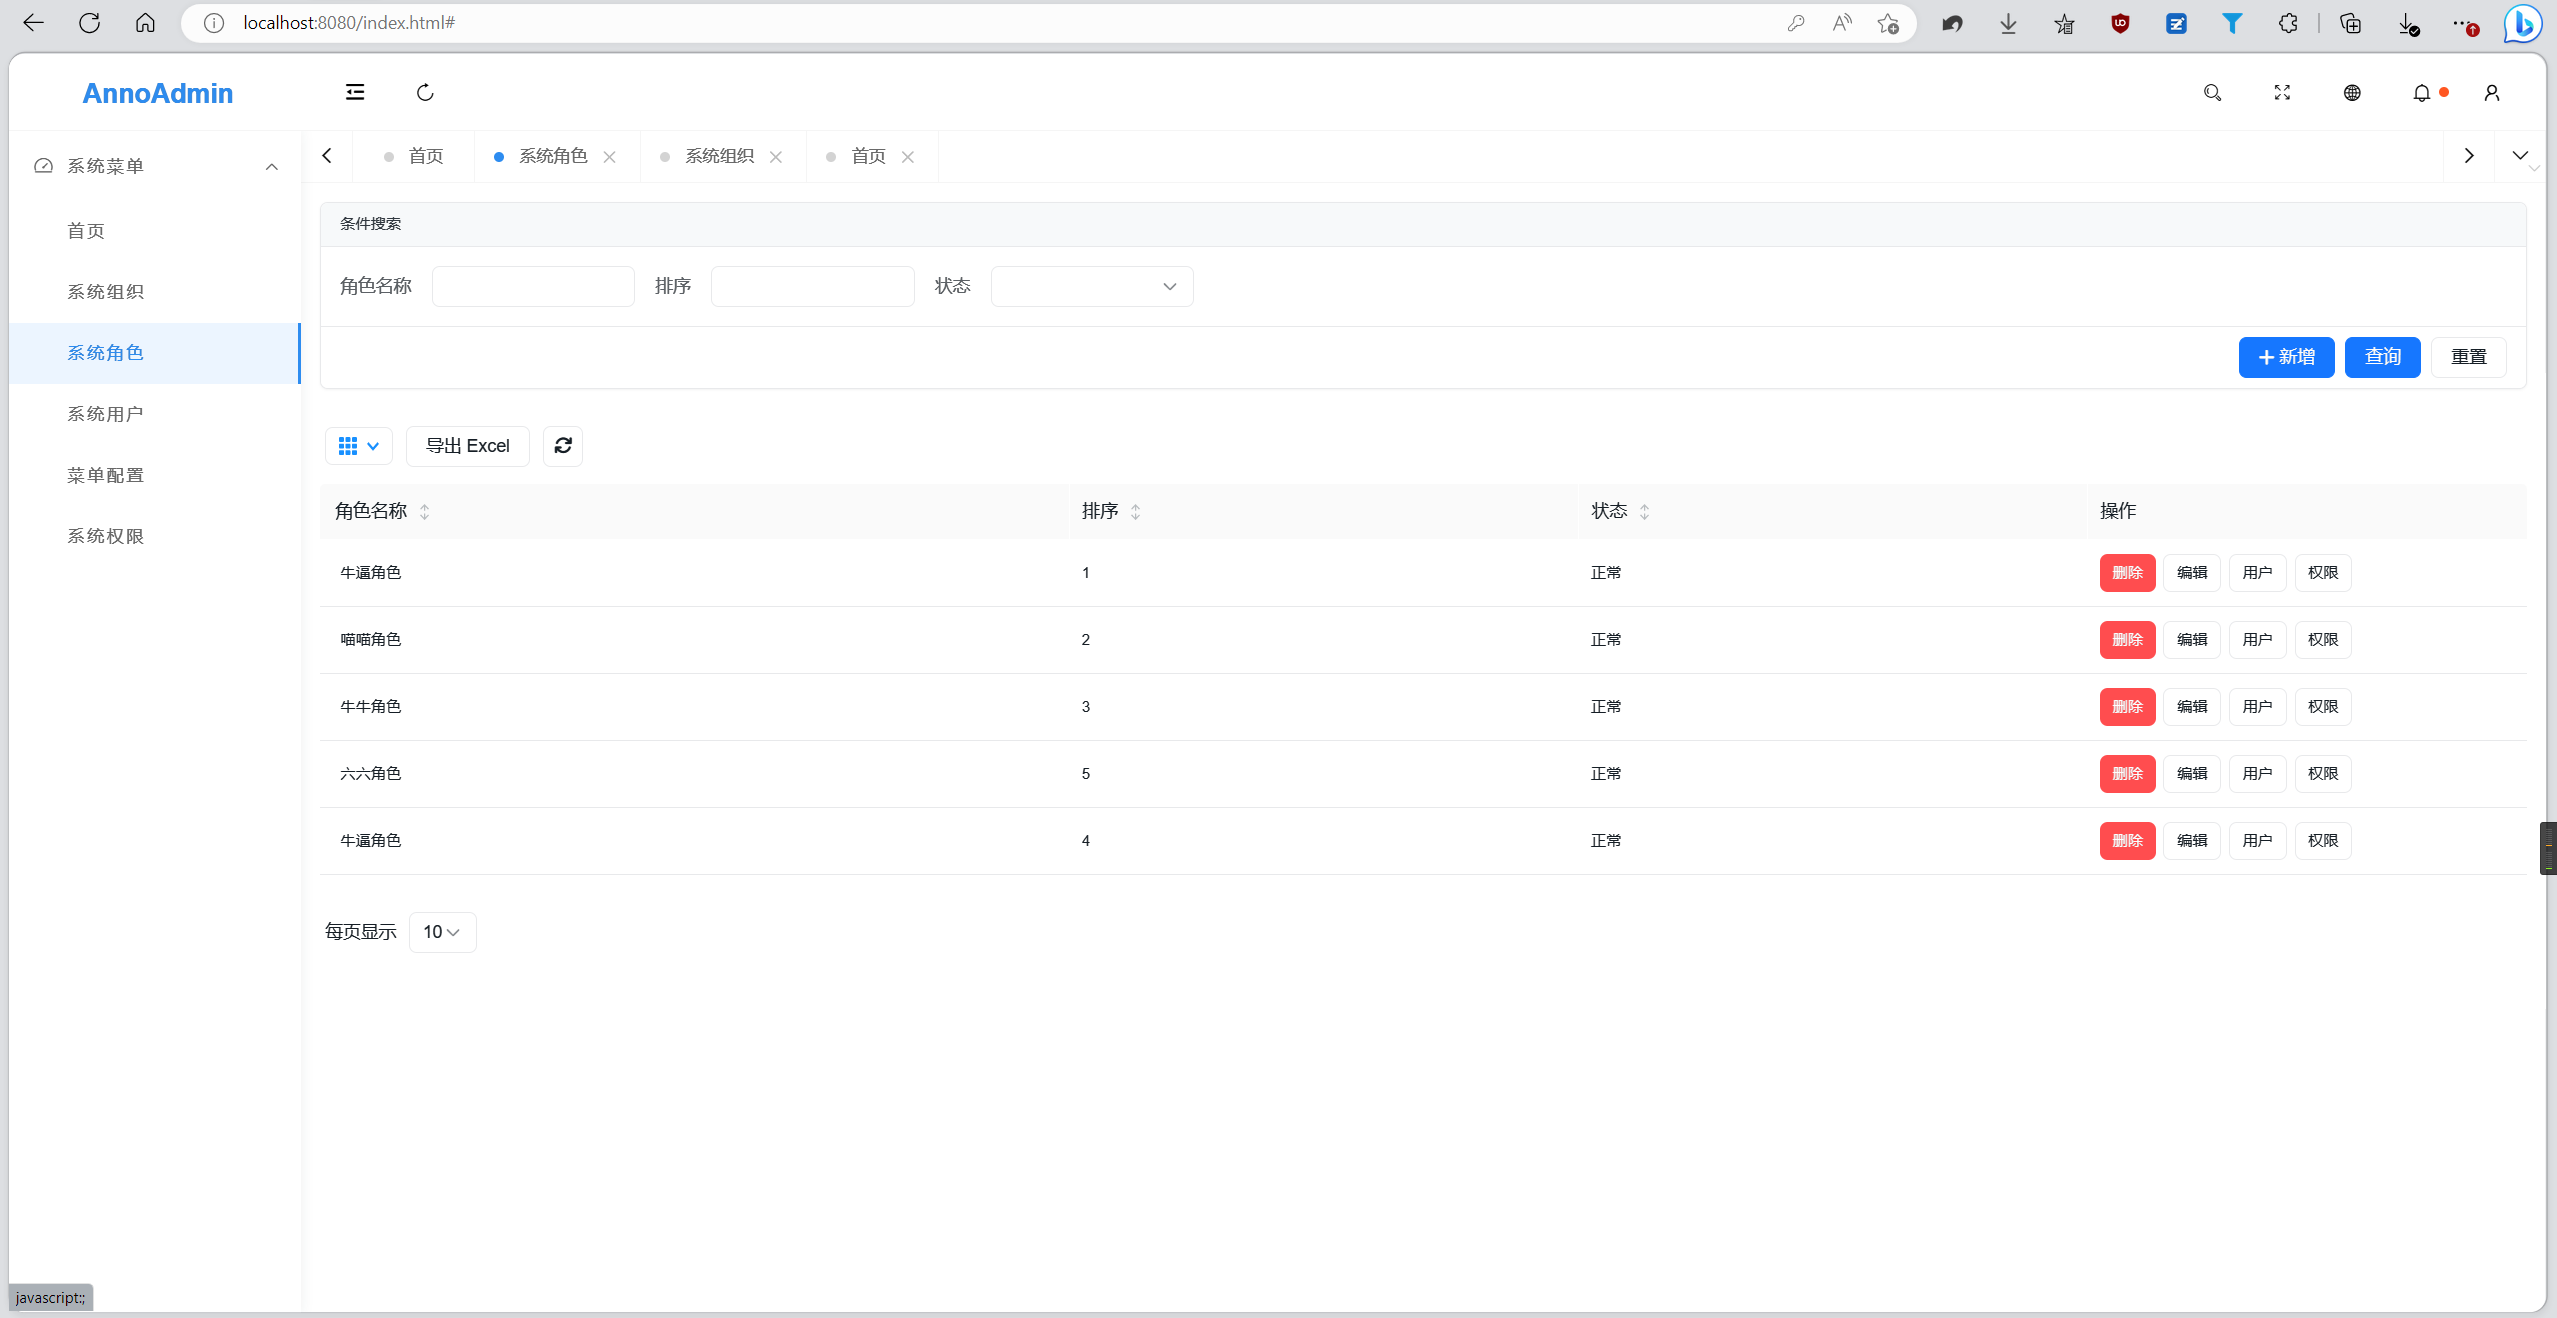 localhost:8080/index.html#
AnnoAdmin
系统菜单
首页
系统组织
系统角色
系统用户
菜单配置
系统权限
首页 系统角色 系统组织 首页
条件搜索
角色名称 排序 状态
新增 查询 重置
导出 Excel
角色名称 排序 状态 操作
牛逼角色 1 正常 删除 编辑 用户 权限
喵喵角色 2 正常 删除 编辑 用户 权限
牛牛角色 3 正常 删除 编辑 用户 权限
六六角色 5 正常 删除 编辑 用户 权限
牛逼角色 4 正常 删除 编辑 用户 权限
每页显示 10
javascript:;